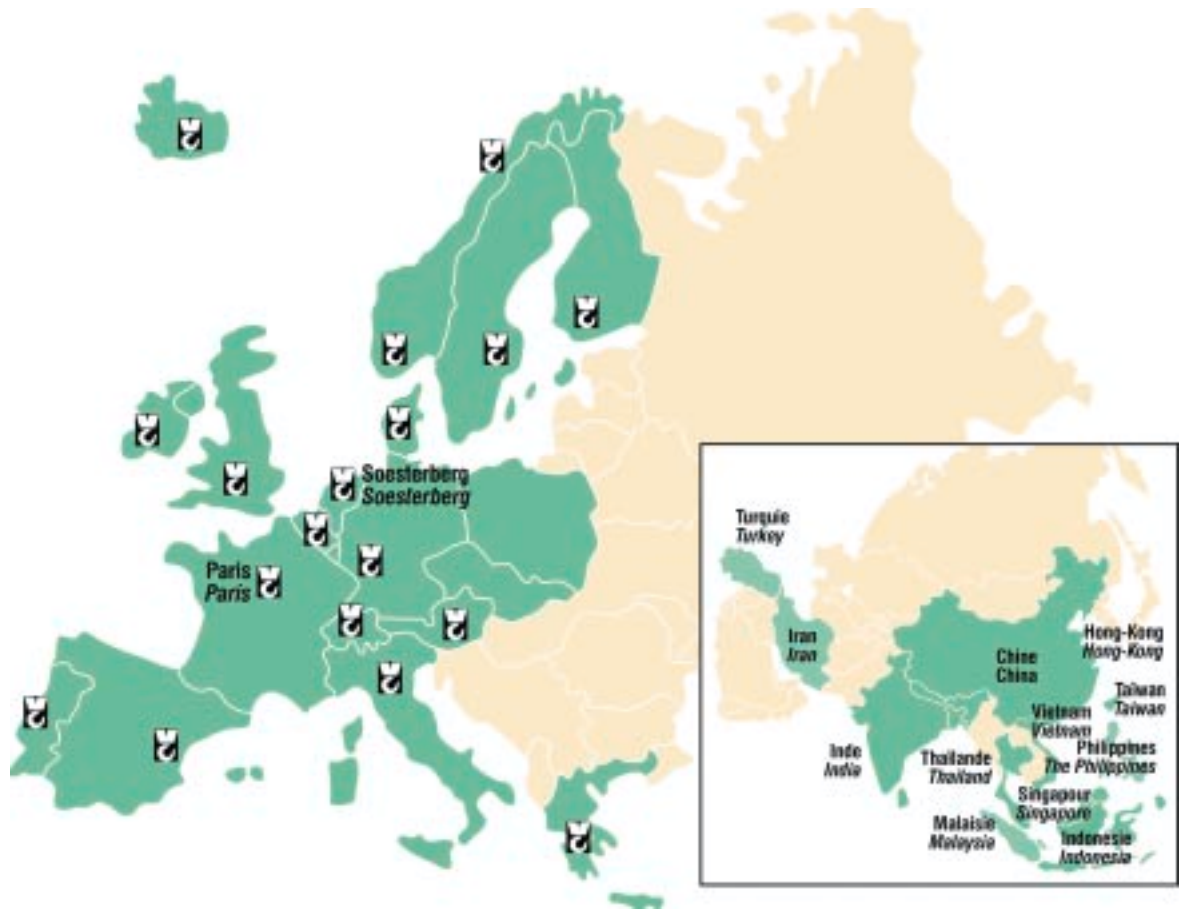 Soesterberg
Soesterberg
Paris
Paris
Turquie
Turkey
Iran
Iran
Chine
China
Hong-Kong
Hong-Kong
Taïwan
Taiwan
Vietnam
Vietnam
Philippines
The Philippines
Inde
India
Thaïlande
Thailand
Singapour
Singapore
Malaisie
Malaysia
Indonésie
Indonesia